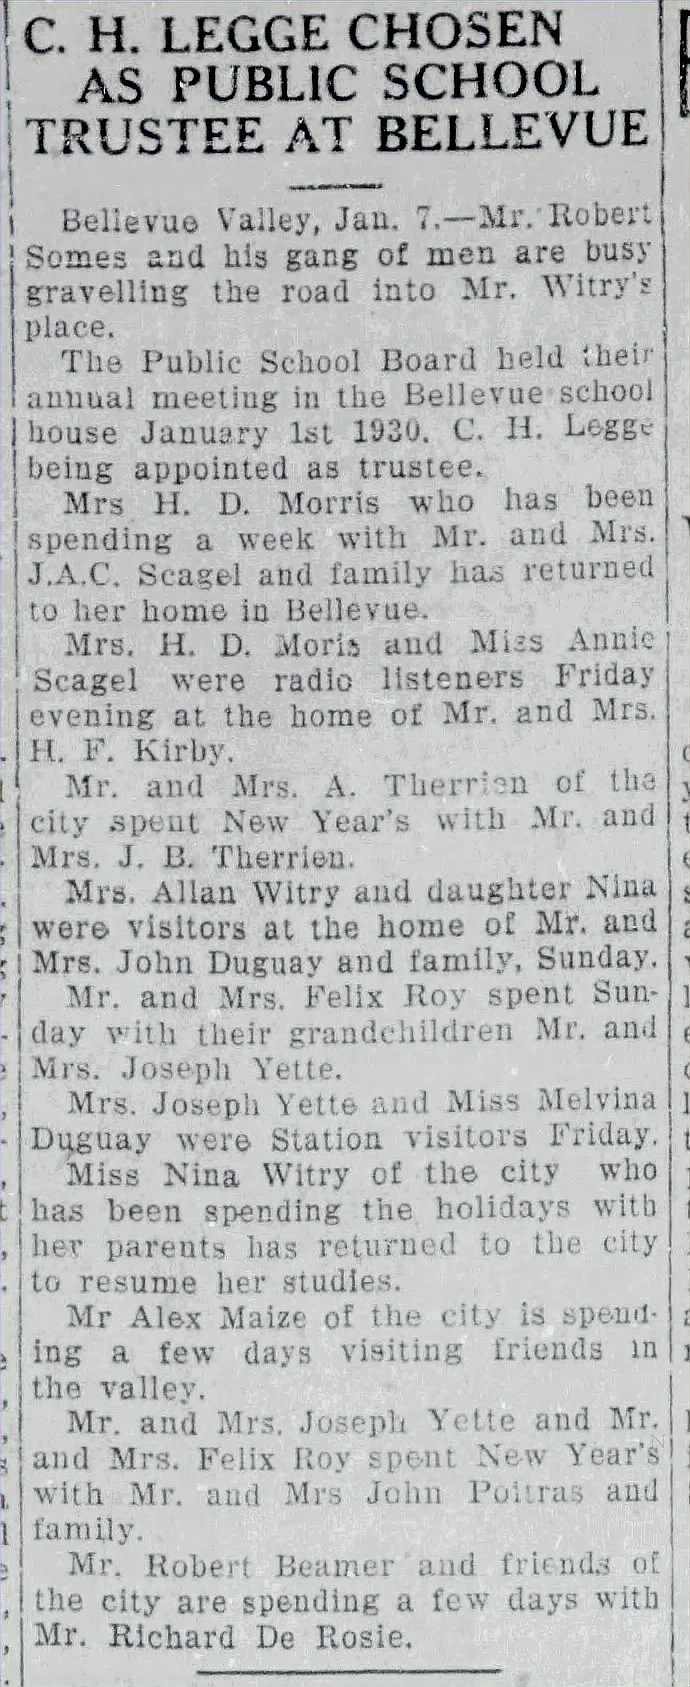 C. H. LEGGE CHOSEN
AS PUBLIC SCHOOL
TRUSTEE AT BELLEVUE
Bellevue Valley, Jan. 7.—Mr. Robert
Somes and his gang of men are busy
gravelling the road into Mr. Witry's
place.
The Public School Board held their
annual meeting in the Bellevue school
house January 1st 1930. C. H. Legge
being appointed as trustee.
Mrs H. D. Morris who has been
spending a week with Mr. and Mrs.
J.A.C. Scagel and family has returned
to her home in Bellevue.
Mrs. H. D. Moris and Miss Annie
Scagel were radio listeners Friday
evening at the home of Mr. and Mrs.
H. F. Kirby.
Mr. and Mrs. A. Therrien of the
city spent New Year's with Mr. and
Mrs. J. B. Therrien.
Mrs. Allan Witry and daughter Nina
were visitors at the home of Mr. and
Mrs. John Duguay and family, Sunday.
Mr. and Mrs. Felix Roy spent Sun-
day with their grandchildren Mr. and
Mrs. Joseph Yette.
Mrs. Joseph Yette and Miss Melvina
Duguay were Station visitors Friday.
Miss Nina Witry of the city who
has been spending the holidays with
her parents has returned to the city
to resume her studies.
Mr Alex Maize of the city is spend-
ing a few days visiting friends in
the valley.
Mr. and Mrs. Joseph Yette and Mr.
and Mrs. Felix Roy spent New Year's
with Mr. and Mrs John Poitras and
family.
Mr. Robert Beamer and friends of
the city are spending a few days with
Mr. Richard De Rosie.